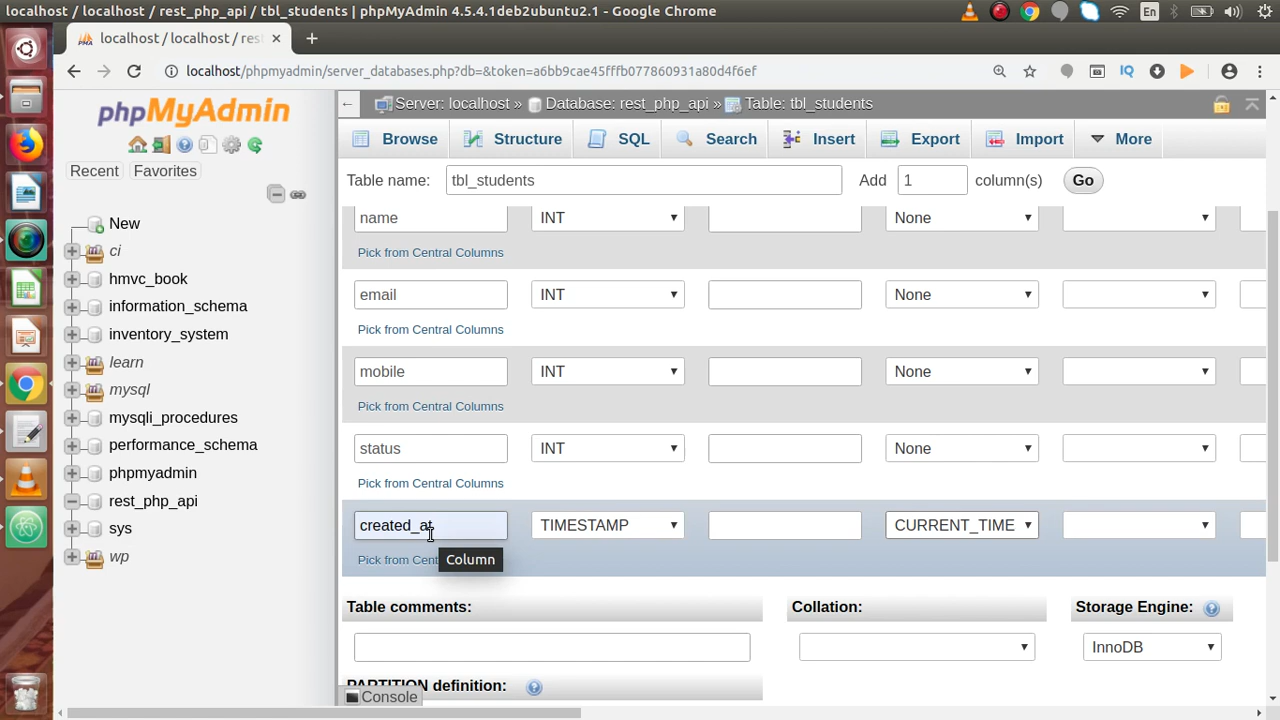 localhost / localhost / rest_php_api / tbl_students | phpMyAdmin 4.5.4.1deb2ubuntu2.1 - Google Chrome
En
localhost / localhost / res
localhost/phpmyadmin/server_databases.php?db=&token=a6bb9cae45fffb077860931a80d4f6ef
IQ
phpMyAdmin
Recent
Favorites
New
ci
hmvc_book
information_schema
inventory_system
learn
mysql
mysqli_procedures
performance_schema
phpmyadmin
rest_php_api
sys
wp
Server: localhost » Database: rest_php_api » Table: tbl_students
Browse
Structure
SQL
Search
Insert
Export
Import
More
Table name: tbl_students Add 1 column(s) Go
name INT None
Pick from Central Columns
email INT None
Pick from Central Columns
mobile INT None
Pick from Central Columns
status INT None
Pick from Central Columns
created_at TIMESTAMP CURRENT_TIME
Pick from Cent
Column
Table comments: Collation: Storage Engine:
InnoDB
PARTITION definition:
Console